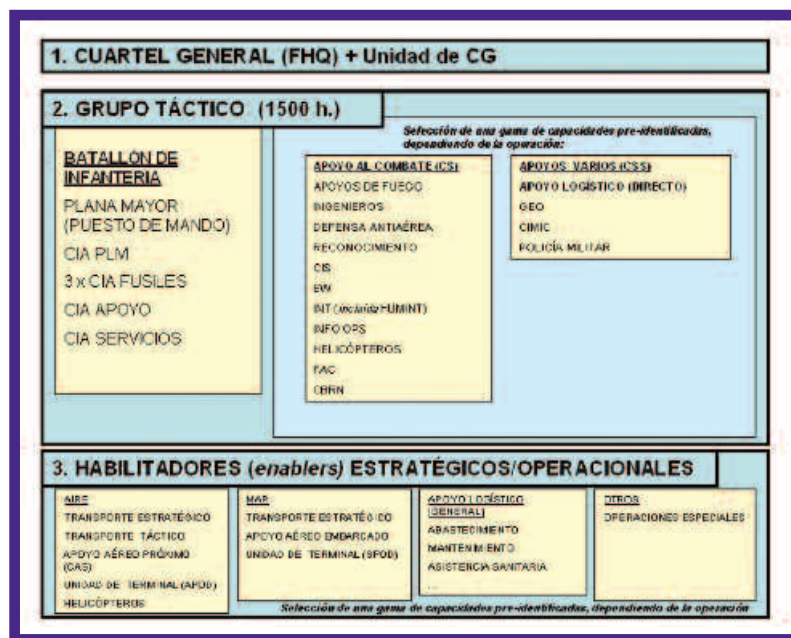 1. CUARTEL GENERAL (FHQ) + Unidad de CG
2. GRUPO TÁCTICO (1500 h.)
BATALLÓN DE
INFANTERIA
PLANA MAYOR
(PUESTO DE MANDO)
CIA PLM
3 x CIA FUSILES
CIA APOYO
CIA SERVICIOS
Selección de una gama de capacidades pre-identificadas,
dependiendo de la operación:
APOYO AL COMBATE (CS)
APOYOS DE FUEGO
INGENIEROS
DEFENSA ANTIAÉREA
RECONOCIMIENTO
CIS
EW
INT (incluida HUMINT)
INFO OPS
HELICÓPTEROS
FAC
CBRN
APOYOS VARIOS (CSS)
APOYO LOGÍSTICO (DIRECTO)
GEO
CIMIC
POLICÍA MILITAR
3. HABILITADORES (enablers) ESTRATÉGICOS/OPERACIONALES
AIRE
TRANSPORTE ESTRATÉGICO
TRANSPORTE TÁCTICO
APOYO AÉREO PRÓXIMO
(CAS)
UNIDAD DE TERMINAL (APOD)
HELICÓPTEROS
MAR
TRANSPORTE ESTRATÉGICO
APOYO AÉREO EMBARCADO
UNIDAD DE TERMINAL (SPOD)
APOYO LOGÍSTICO
(GENERAL)
ABASTECIMIENTO
MANTENIMIENTO
ASISTENCIA SANITARIA
...
OTROS
OPERACIONES ESPECIALES
Selección de una gama de capacidades pre-identificadas, dependiendo de la operación